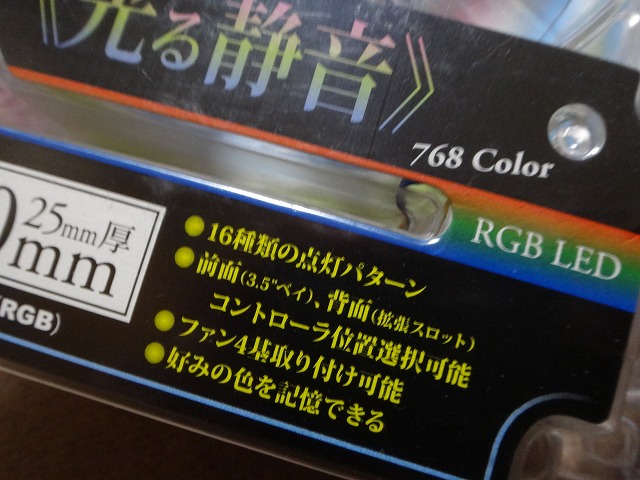 《光る静音》
768 Color
RGB LED
25mm厚
0mm
RGB)
16種類の点灯パターン
前面(3.5"ベイ)、背面(拡張スロット)
コントローラ位置選択可能
ファン4基取り付け可能
好みの色を記憶できる